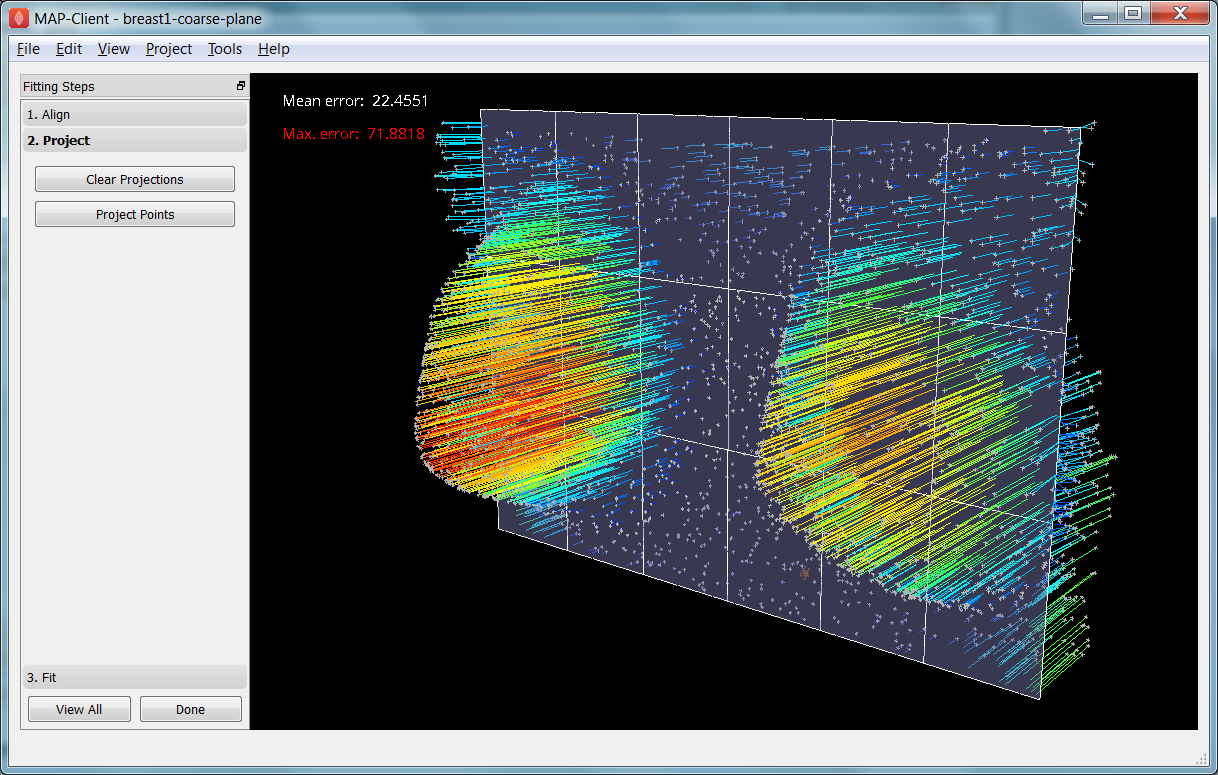 MAP-Client - breast1-coarse-plane
File Edit View Project Tools Help
Fitting Steps
1. Align
2. Project
Clear Projections
Project Points
3. Fit
View All Done
Mean error: 22.4551
Max. error: 71.8818